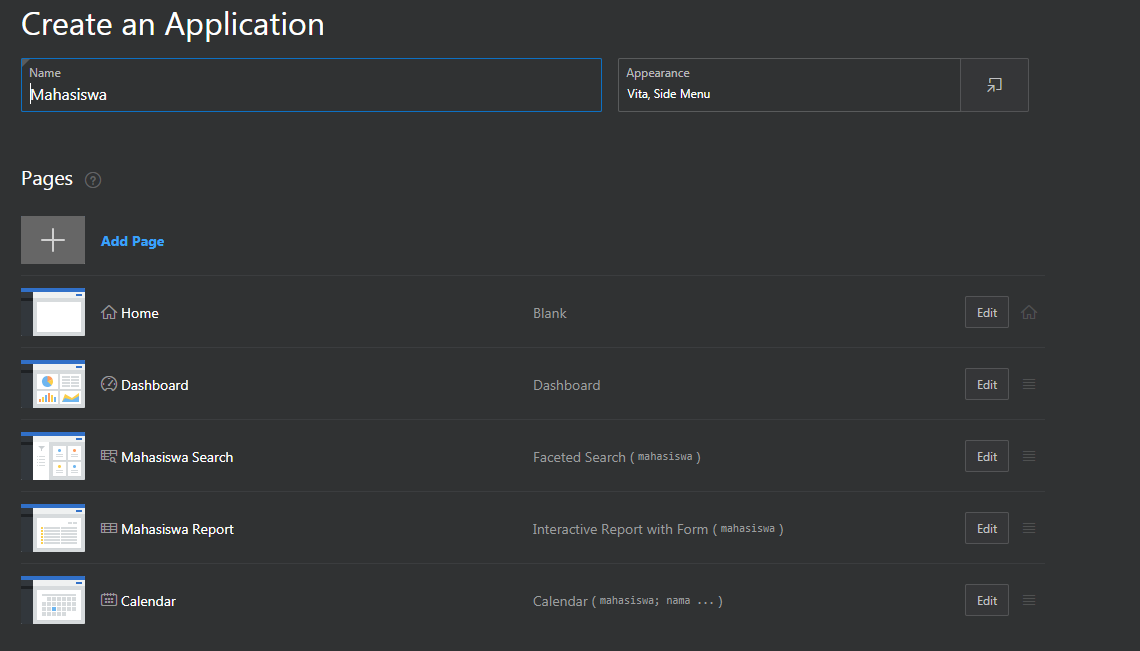 Create an Application
Name
Mahasiswa
Appearance
Vita, Side Menu
Pages ?
Add Page
Home Blank Edit
Dashboard Dashboard Edit
Mahasiswa Search Faceted Search ( mahasiswa ) Edit
Mahasiswa Report Interactive Report with Form ( mahasiswa ) Edit
Calendar Calendar ( mahasiswa; nama ... ) Edit